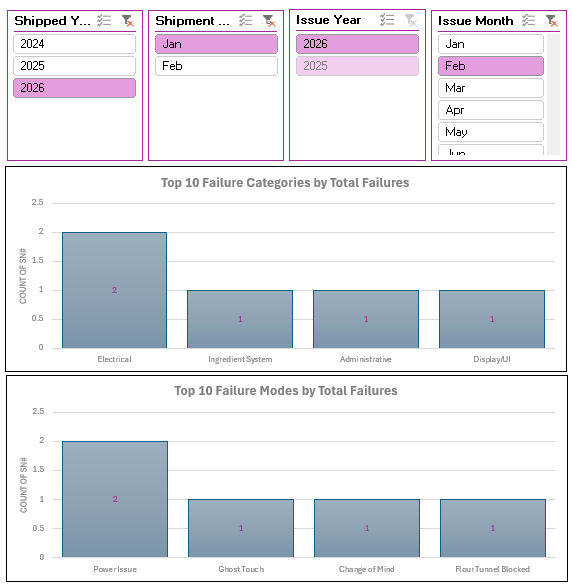 Shipped Y...
2024
2025
2026
Shipment ...
Jan
Feb
Issue Year
2026
2025
Issue Month
Jan
Feb
Mar
Apr
May
Jun
Top 10 Failure Categories by Total Failures
COUNT OF SN#
2.5
2
1.5
1
0.5
0
2
1
1
1
Electrical
Ingredient System
Administrative
Display/UI
Top 10 Failure Modes by Total Failures
COUNT OF SN#
2.5
2
1.5
1
0.5
0
2
1
1
1
Power Issue
Ghost Touch
Change of Mind
Flour Tunnel Blocked